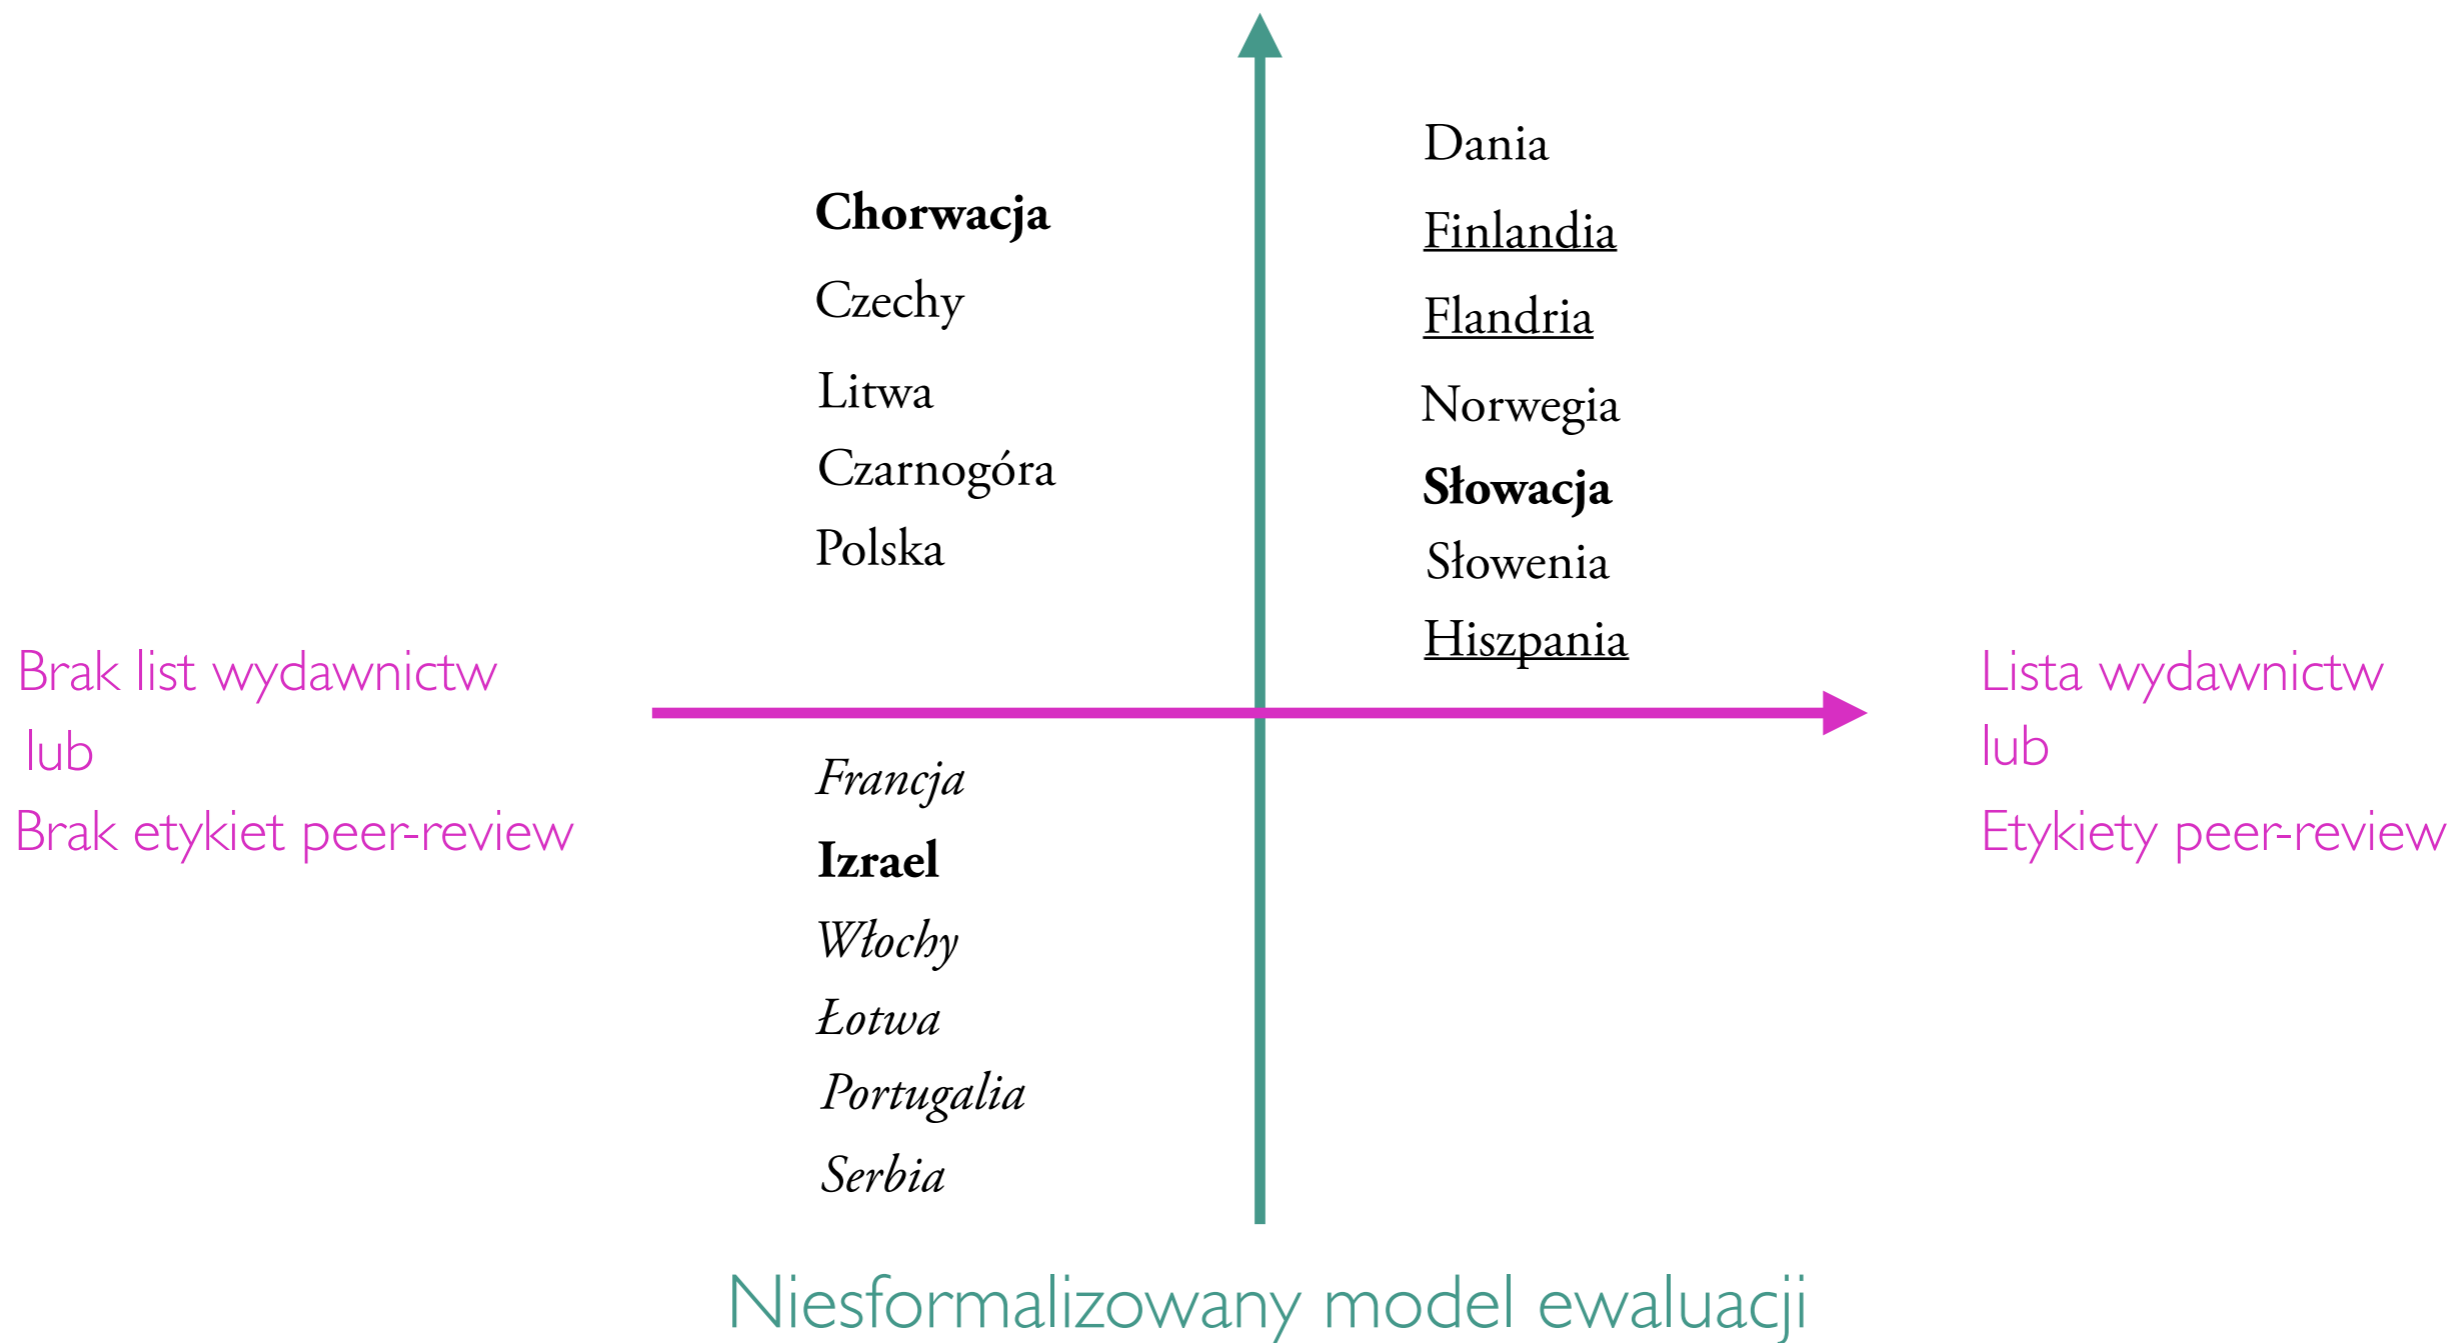 Chorwacja
Czechy
Litwa
Czarnogóra
Polska
Dania
Finlandia
Flandria
Norwegia
Słowacja
Słowenia
Hiszpania
Brak list wydawnictw
lub
Brak etykiet peer-review
Lista wydawnictw
lub
Etykiety peer-review
Francja
Izrael
Włochy
Łotwa
Portugalia
Serbia
Niesformalizowany model ewaluacji